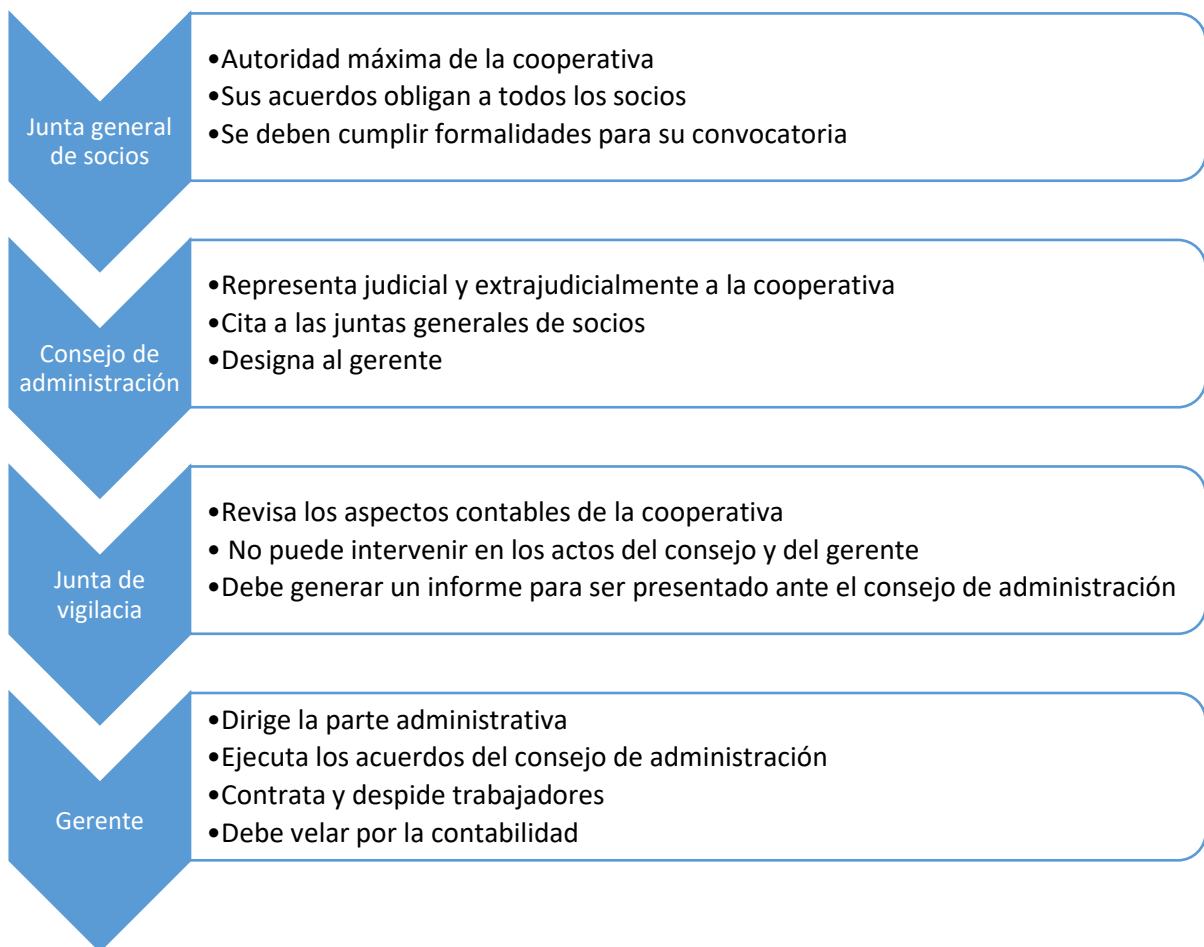 Junta general
de socios
•Autoridad máxima de la cooperativa
•Sus acuerdos obligan a todos los socios
•Se deben cumplir formalidades para su convocatoria
Consejo de
administración
•Representa judicial y extrajudicialmente a la cooperativa
•Cita a las juntas generales de socios
•Designa al gerente
Junta de
vigilacia
•Revisa los aspectos contables de la cooperativa
• No puede intervenir en los actos del consejo y del gerente
•Debe generar un informe para ser presentado ante el consejo de administración
Gerente
•Dirige la parte administrativa
•Ejecuta los acuerdos del consejo de administración
•Contrata y despide trabajadores
•Debe velar por la contabilidad